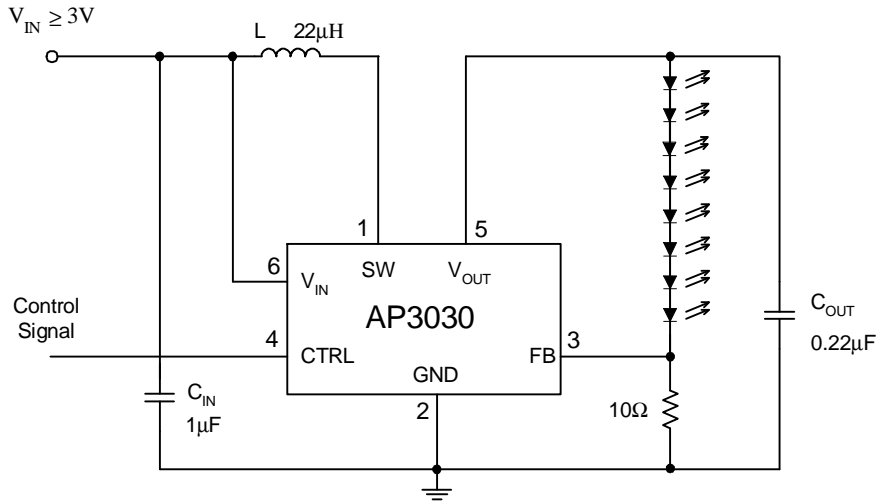 V_IN ≥ 3V
L 22μH
1 5
6 V_IN SW V_OUT
AP3030
Control
Signal
4 CTRL FB 3
GND
2
C_IN
1μF
10Ω
C_OUT
0.22μF